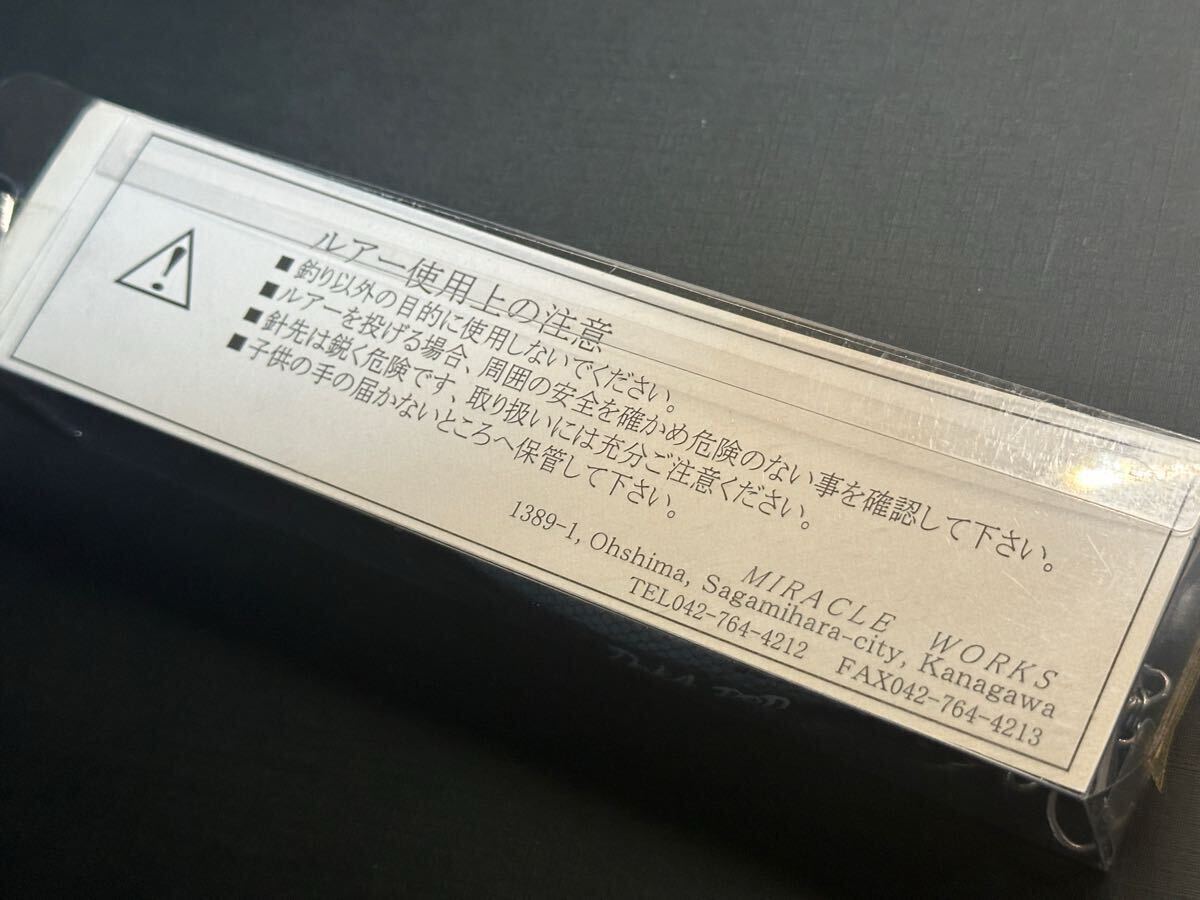 ルアー使用上の注意
■釣り以外の目的に使用しないでください。
■ルアーを投げる場合、周囲の安全を確かめ危険のない事を確認して下さい。
■針先は鋭く危険です、取り扱いには充分ご注意ください。
■子供の手の届かないところへ保管して下さい。
MIRACLE WORKS
1389-1, Ohshima, Sagamihara-city, Kanagawa
TEL042-764-4212 FAX042-764-4213